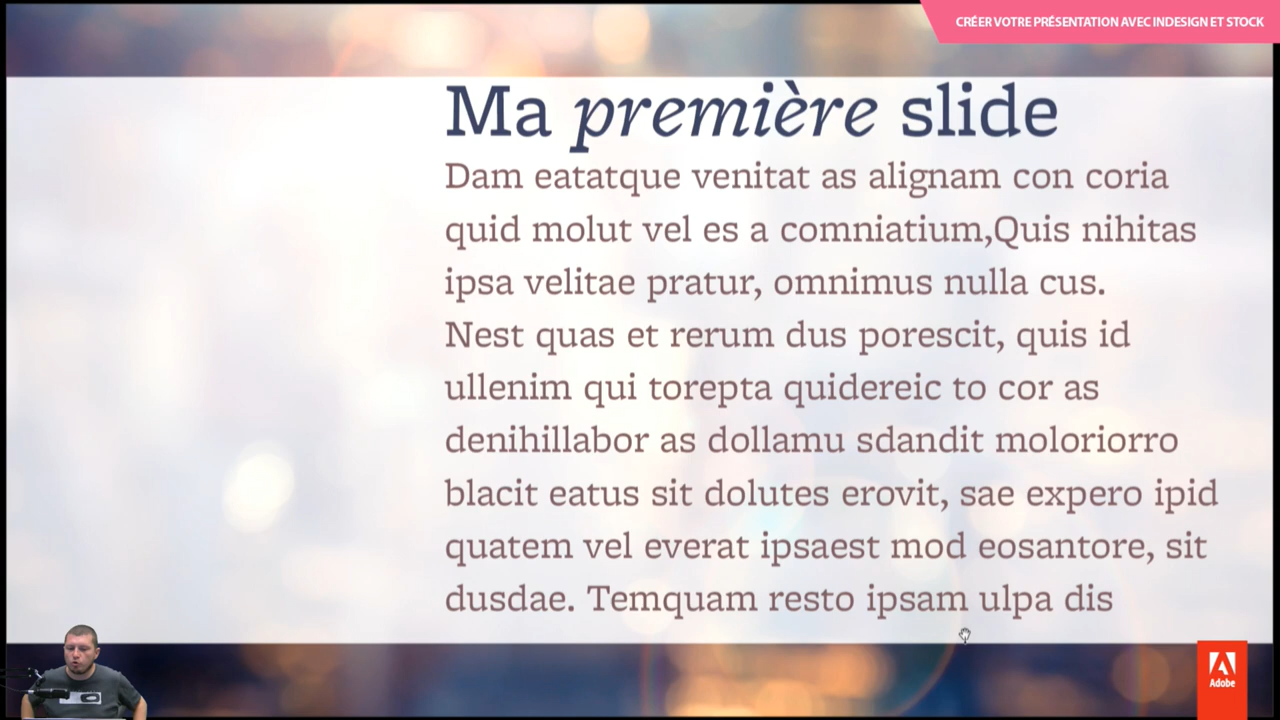 CRÉER VOTRE PRÉSENTATION AVEC INDESIGN ET STOCK
Ma première slide
Dam eatatque venitat as alignam con coria
quid molut vel es a comniatium,Quis nihitas
ipsa velitae pratur, omnimus nulla cus.
Nest quas et rerum dus porescit, quis id
ullenim qui torepta quidereic to cor as
denihillabor as dollamu sdandit moloriorro
blacit eatus sit dolutes erovit, sae expero ipid
quatem vel everat ipsaest mod eosantore, sit
dusdae. Temquam resto ipsam ulpa dis
Adobe